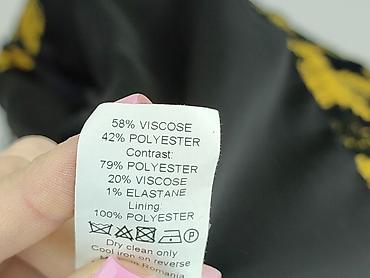 58% VISCOSE
42% POLYESTER
Contrast:
79% POLYESTER
20% VISCOSE
1% ELASTANE
Lining:
100% POLYESTER
P
Dry clean only
Cool iron on reverse
Romania